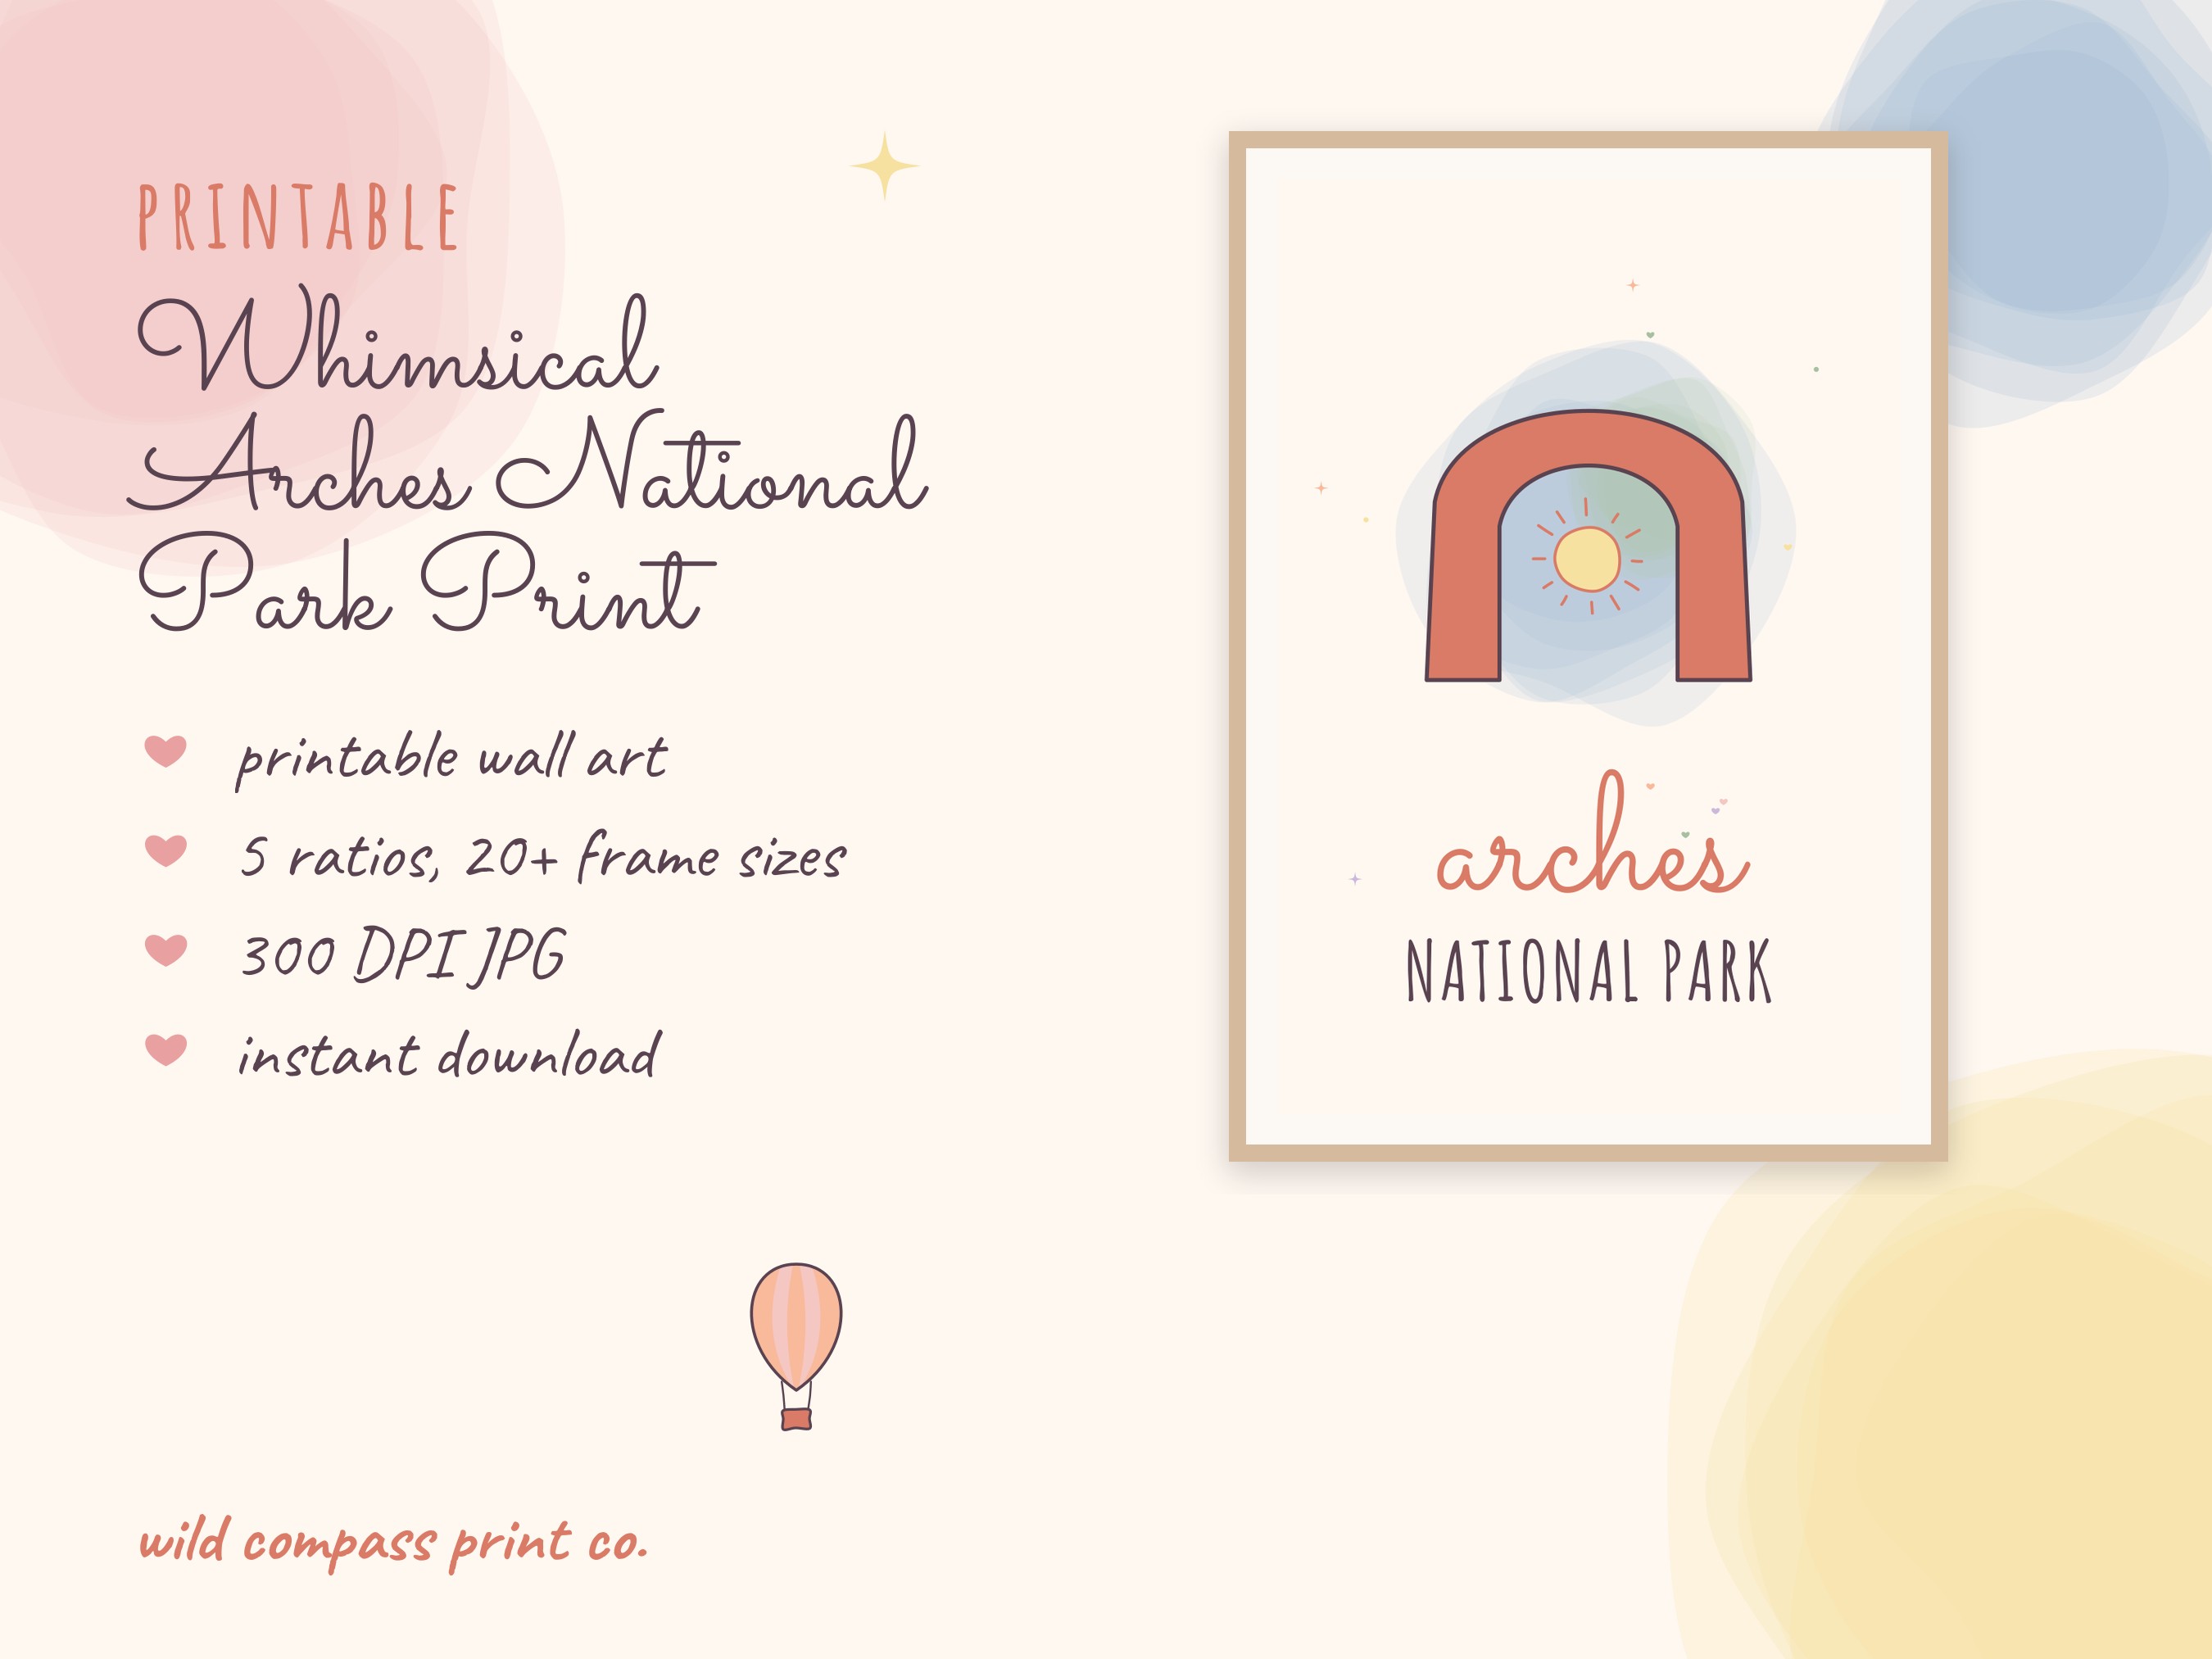 PRINTABLE
Whimsical
Arches National
Park Print
printable wall art
5 ratios, 20+ frame sizes
300 DPI JPG
instant download
wild compass print co.
arches
NATIONAL PARK